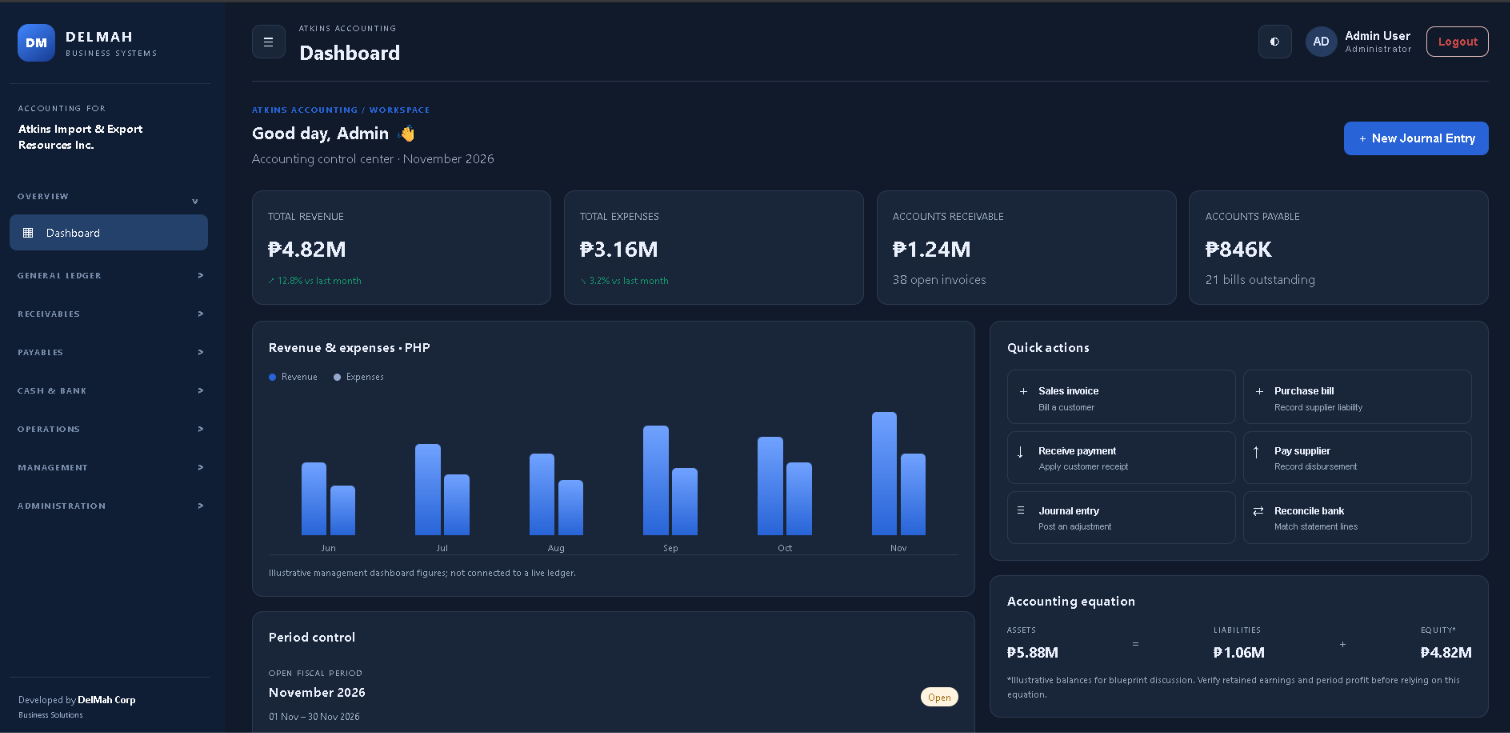 DM
DELMAH
BUSINESS SYSTEMS
ACCOUNTING FOR
Atkins Import & Export
Resources Inc.
OVERVIEW
Dashboard
GENERAL LEDGER
RECEIVABLES
PAYABLES
CASH & BANK
OPERATIONS
MANAGEMENT
ADMINISTRATION
Developed by DelMah Corp
Business Solutions
ATKINS ACCOUNTING
Dashboard
AD
Admin User
Administrator
Logout
ATKINS ACCOUNTING / WORKSPACE
Good day, Admin 👋
Accounting control center · November 2026
+ New Journal Entry
TOTAL REVENUE
₱4.82M
↗ 12.8% vs last month
TOTAL EXPENSES
₱3.16M
↘ 3.2% vs last month
ACCOUNTS RECEIVABLE
₱1.24M
38 open invoices
ACCOUNTS PAYABLE
₱846K
21 bills outstanding
Revenue & expenses · PHP
Revenue Expenses
Jun Jul Aug Sep Oct Nov
Illustrative management dashboard figures; not connected to a live ledger.
Period control
OPEN FISCAL PERIOD
November 2026
Open
01 Nov – 30 Nov 2026
Quick actions
+ Sales invoice
Bill a customer
+ Purchase bill
Record supplier liability
↓ Receive payment
Apply customer receipt
↑ Pay supplier
Record disbursement
☰ Journal entry
Post an adjustment
⇄ Reconcile bank
Match statement lines
Accounting equation
ASSETS
₱5.88M
=
LIABILITIES
₱1.06M
+
EQUITY*
₱4.82M
*Illustrative balances for blueprint discussion. Verify retained earnings and period profit before relying on this
equation.